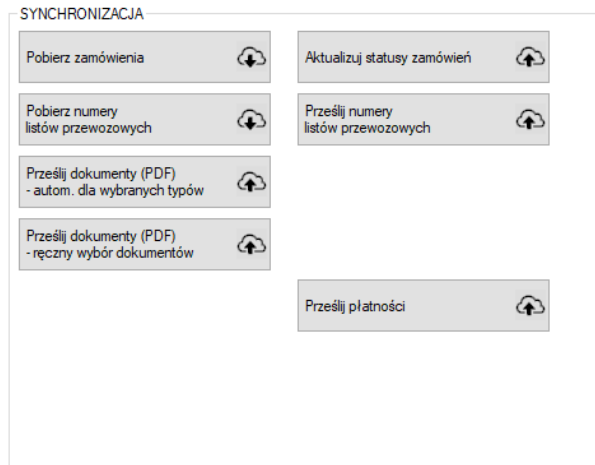 SYNCHRONIZACJA
Pobierz zamówienia
Aktualizuj statusy zamówień
Pobierz numery
listów przewozowych
Prześlij numery
listów przewozowych
Prześlij dokumenty (PDF)
- autom. dla wybranych typów
Prześlij dokumenty (PDF)
- ręczny wybór dokumentów
Prześlij płatności